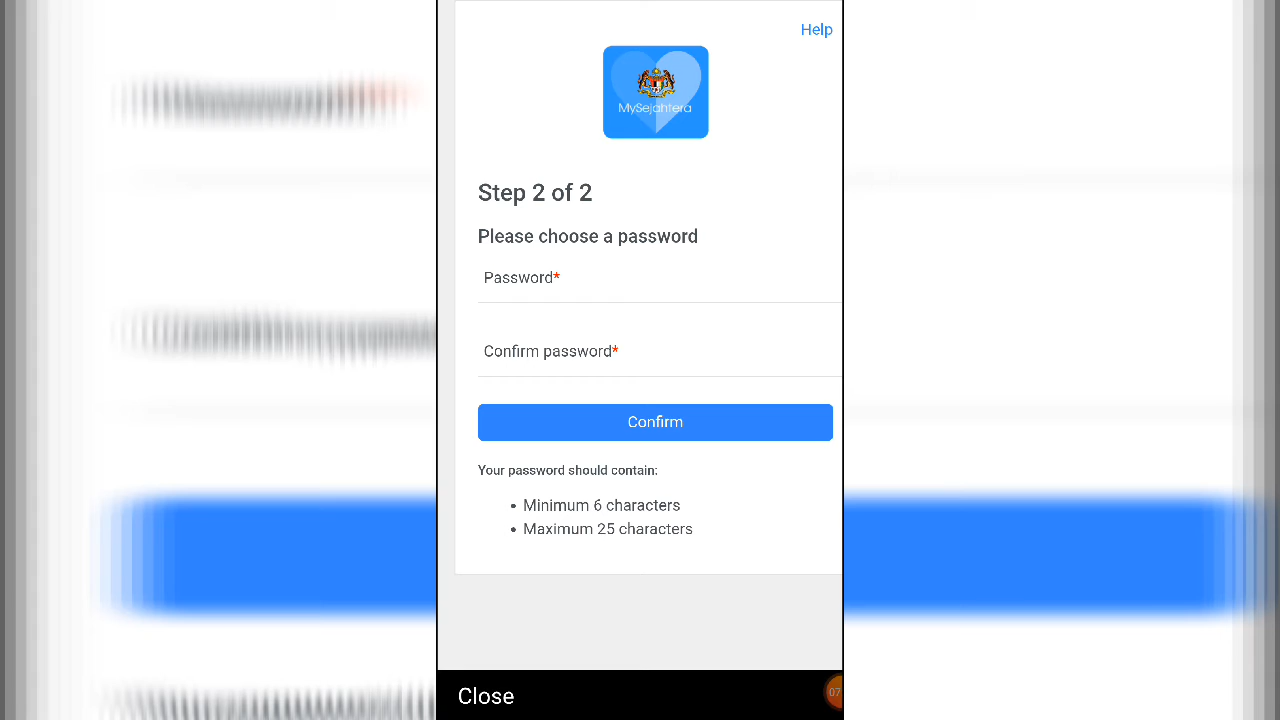 Help
MySejahtera
Step 2 of 2
Please choose a password
Password*
Confirm password*
Confirm
Your password should contain:
• Minimum 6 characters
• Maximum 25 characters
Close
07